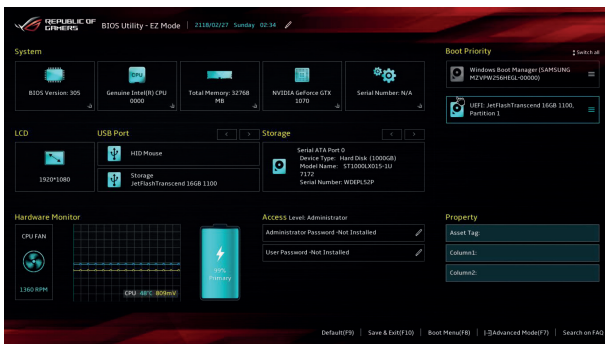 REPUBLIC OF
GAMERS
BIOS Utility - EZ Mode
2118/02/27 Sunday 02:34
System
BIOS Version: 305
CPU
Genuine Intel(R) CPU
0000
Total Memory: 32768
MB
NVIDIA GeForce GTX
1070
Serial Number: N/A
Boot Priority
Switch all
Windows Boot Manager (SAMSUNG
MZVPW256HEGL-00000)
UEFI: JetFlashTranscend 16GB 1100,
Partition 1
LCD
1920*1080
USB Port
< >
HID Mouse
Storage
JetFlashTranscend 16GB 1100
Storage
< >
Serial ATA Port 0
Device Type: Hard Disk (1000GB)
Model Name: ST1000LX015-1U
7172
Serial Number: WDEPLS2P
Hardware Monitor
CPU FAN
1360 RPM
CPU 48°C 809mV
99%
Primary
Access Level: Administrator
Administrator Password -Not Installed
User Password -Not Installed
Property
Asset Tag:
Column1:
Column2:
Default(F9) | Save & Exit(F10) | Boot Menu(F8) | Advanced Mode(F7) | Search on FAQ